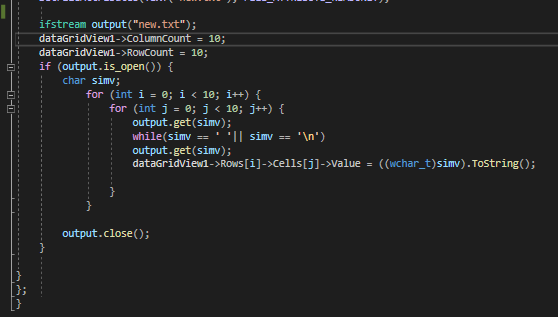 ifstream output("new.txt");
dataGridView1->ColumnCount = 10;
dataGridView1->RowCount = 10;
if (output.is_open()) {
char simv;
for (int i = 0; i < 10; i++) {
for (int j = 0; j < 10; j++) {
output.get(simv);
while(simv == ' '|| simv == '\n')
output.get(simv);
dataGridView1->Rows[i]->Cells[j]->Value = ((wchar_t)simv).ToString();
}
}
output.close();
}
}
};
}